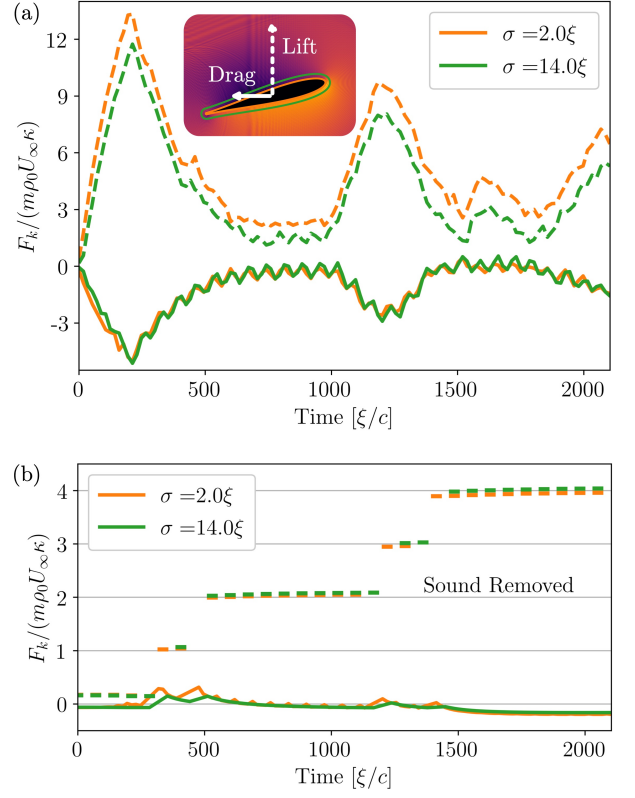 (a)
12
9
6
3
0
-3
F_k/(mρ_0U_∞κ)
Lift
Drag
σ = 2.0ξ
σ = 14.0ξ
0 500 1000 1500 2000
Time [ξ/c]
(b)
4
3
2
1
0
F_k/(mρ_0U_∞κ)
σ = 2.0ξ
σ = 14.0ξ
Sound Removed
0 500 1000 1500 2000
Time [ξ/c]